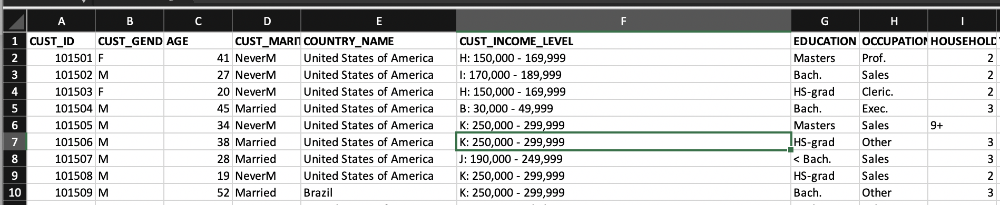 A B C D E F G H I
1 CUST_ID CUST_GEND AGE CUST_MARIT COUNTRY_NAME CUST_INCOME_LEVEL EDUCATION OCCUPATION HOUSEHOLD
2 101501 F 41 NeverM United States of America H: 150,000 - 169,999 Masters Prof. 2
3 101502 M 27 NeverM United States of America I: 170,000 - 189,999 Bach. Sales 2
4 101503 F 20 NeverM United States of America H: 150,000 - 169,999 HS-grad Cleric. 2
5 101504 M 45 Married United States of America B: 30,000 - 49,999 Bach. Exec. 3
6 101505 M 34 NeverM United States of America K: 250,000 - 299,999 Masters Sales 9+
7 101506 M 38 Married United States of America K: 250,000 - 299,999 HS-grad Other 3
8 101507 M 28 Married United States of America J: 190,000 - 249,999 < Bach. Sales 3
9 101508 M 19 NeverM United States of America K: 250,000 - 299,999 HS-grad Sales 2
10 101509 M 52 Married Brazil K: 250,000 - 299,999 Bach. Other 3